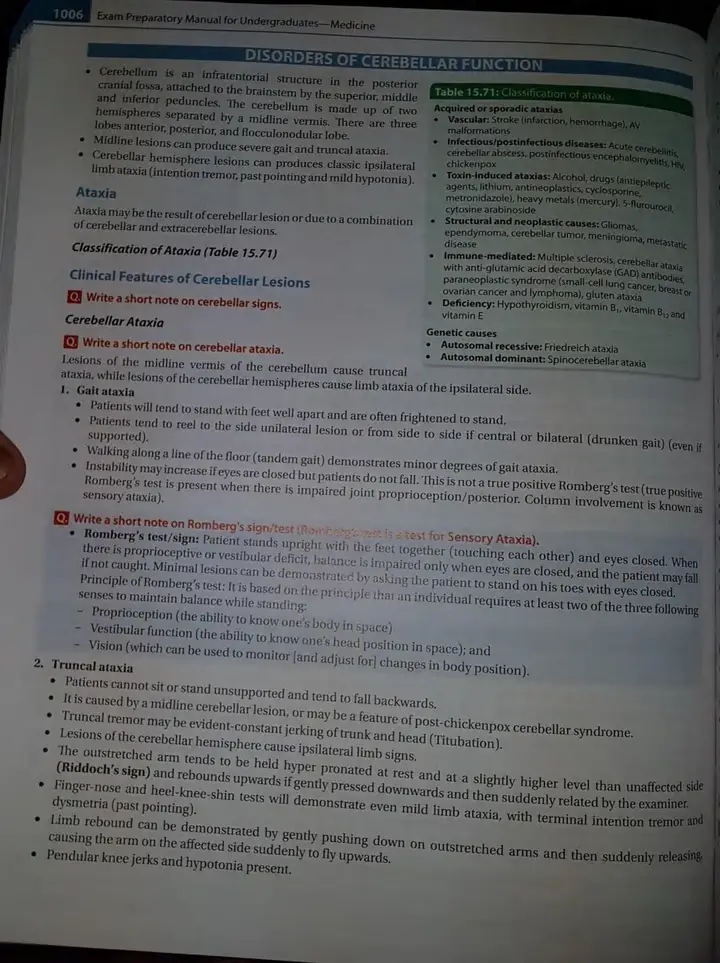 1006 Exam Preparatory Manual for Undergraduates—Medicine
DISORDERS OF CEREBELLAR FUNCTION
• Cerebellum is an infratentorial structure in the posterior
cranial fossa, attached to the brainstem by the superior, middle
and inferior peduncles. The cerebellum is made up of two
hemispheres separated by a midline vermis. There are three
lobes anterior, posterior, and flocculonodular lobe.
• Midline lesions can produce severe gait and truncal ataxia.
• Cerebellar hemisphere lesions can produces classic ipsilateral
limb ataxia (intention tremor, past pointing and mild hypotonia).
Ataxia
Ataxia may be the result of cerebellar lesion or due to a combination
of cerebellar and extracerebellar lesions.
Classification of Ataxia (Table 15.71)
Clinical Features of Cerebellar Lesions
Q. Write a short note on cerebellar signs.
Cerebellar Ataxia
Q. Write a short note on cerebellar ataxia.
Table 15.71: Classification of ataxia.
Acquired or sporadic ataxias
• Vascular: Stroke (infarction, hemorrhage), AV
malformations
• Infectious/postinfectious diseases: Acute cerebellitis,
cerebellar abscess, postinfectious encephalomyelitis, HIV,
chickenpox
• Toxin-induced ataxias: Alcohol, drugs (antiepileptic
agents, lithium, antineoplastics, cyclosporine,
metronidazole), heavy metals (mercury), 5-flurouracil,
cytosine arabinoside
• Structural and neoplastic causes: Gliomas,
ependymoma, cerebellar tumor, meningioma, metastatic
disease
• Immune-mediated: Multiple sclerosis, cerebellar ataxia
with anti-glutamic acid decarboxylase (GAD) antibodies,
paraneoplastic syndrome (small-cell lung cancer, breast or
ovarian cancer and lymphoma), gluten ataxia
• Deficiency: Hypothyroidism, vitamin B1, vitamin B12 and
vitamin E
Genetic causes
• Autosomal recessive: Friedreich ataxia
• Autosomal dominant: Spinocerebellar ataxia
Lesions of the midline vermis of the cerebellum cause truncal
ataxia, while lesions of the cerebellar hemispheres cause limb ataxia of the ipsilateral side.
1. Gait ataxia
• Patients will tend to stand with feet well apart and are often frightened to stand.
• Patients tend to reel to the side unilateral lesion or from side to side if central or bilateral (drunken gait) (even if
supported).
• Walking along a line of the floor (tandem gait) demonstrates minor degrees of gait ataxia.
• Instability may increase if eyes are closed but patients do not fall. This is not a true positive Romberg's test (true positive
Romberg's test is present when there is impaired joint proprioception/posterior. Column involvement is known as
sensory ataxia).
Q. Write a short note on Romberg's sign/test (Romberg's test is a test for Sensory Ataxia).
• Romberg's test/sign: Patient stands upright with the feet together (touching each other) and eyes closed. When
there is proprioceptive or vestibular deficit, balance is impaired only when eyes are closed, and the patient may fall
if not caught. Minimal lesions can be demonstrated by asking the patient to stand on his toes with eyes closed.
Principle of Romberg's test: It is based on the principle that an individual requires at least two of the three following
senses to maintain balance while standing:
– Proprioception (the ability to know one's body in space)
– Vestibular function (the ability to know one's head position in space); and
– Vision (which can be used to monitor [and adjust for] changes in body position).
2. Truncal ataxia
• Patients cannot sit or stand unsupported and tend to fall backwards.
• It is caused by a midline cerebellar lesion, or may be a feature of post-chickenpox cerebellar syndrome.
• Truncal tremor may be evident-constant jerking of trunk and head (Titubation).
• Lesions of the cerebellar hemisphere cause ipsilateral limb signs.
• The outstretched arm tends to be held hyper pronated at rest and at a slightly higher level than unaffected side
(Riddoch's sign) and rebounds upwards if gently pressed downwards and then suddenly related by the examiner.
• Finger-nose and heel-knee-shin tests will demonstrate even mild limb ataxia, with terminal intention tremor and
dysmetria (past pointing).
• Limb rebound can be demonstrated by gently pushing down on outstretched arms and then suddenly releasing,
causing the arm on the affected side suddenly to fly upwards.
• Pendular knee jerks and hypotonia present.